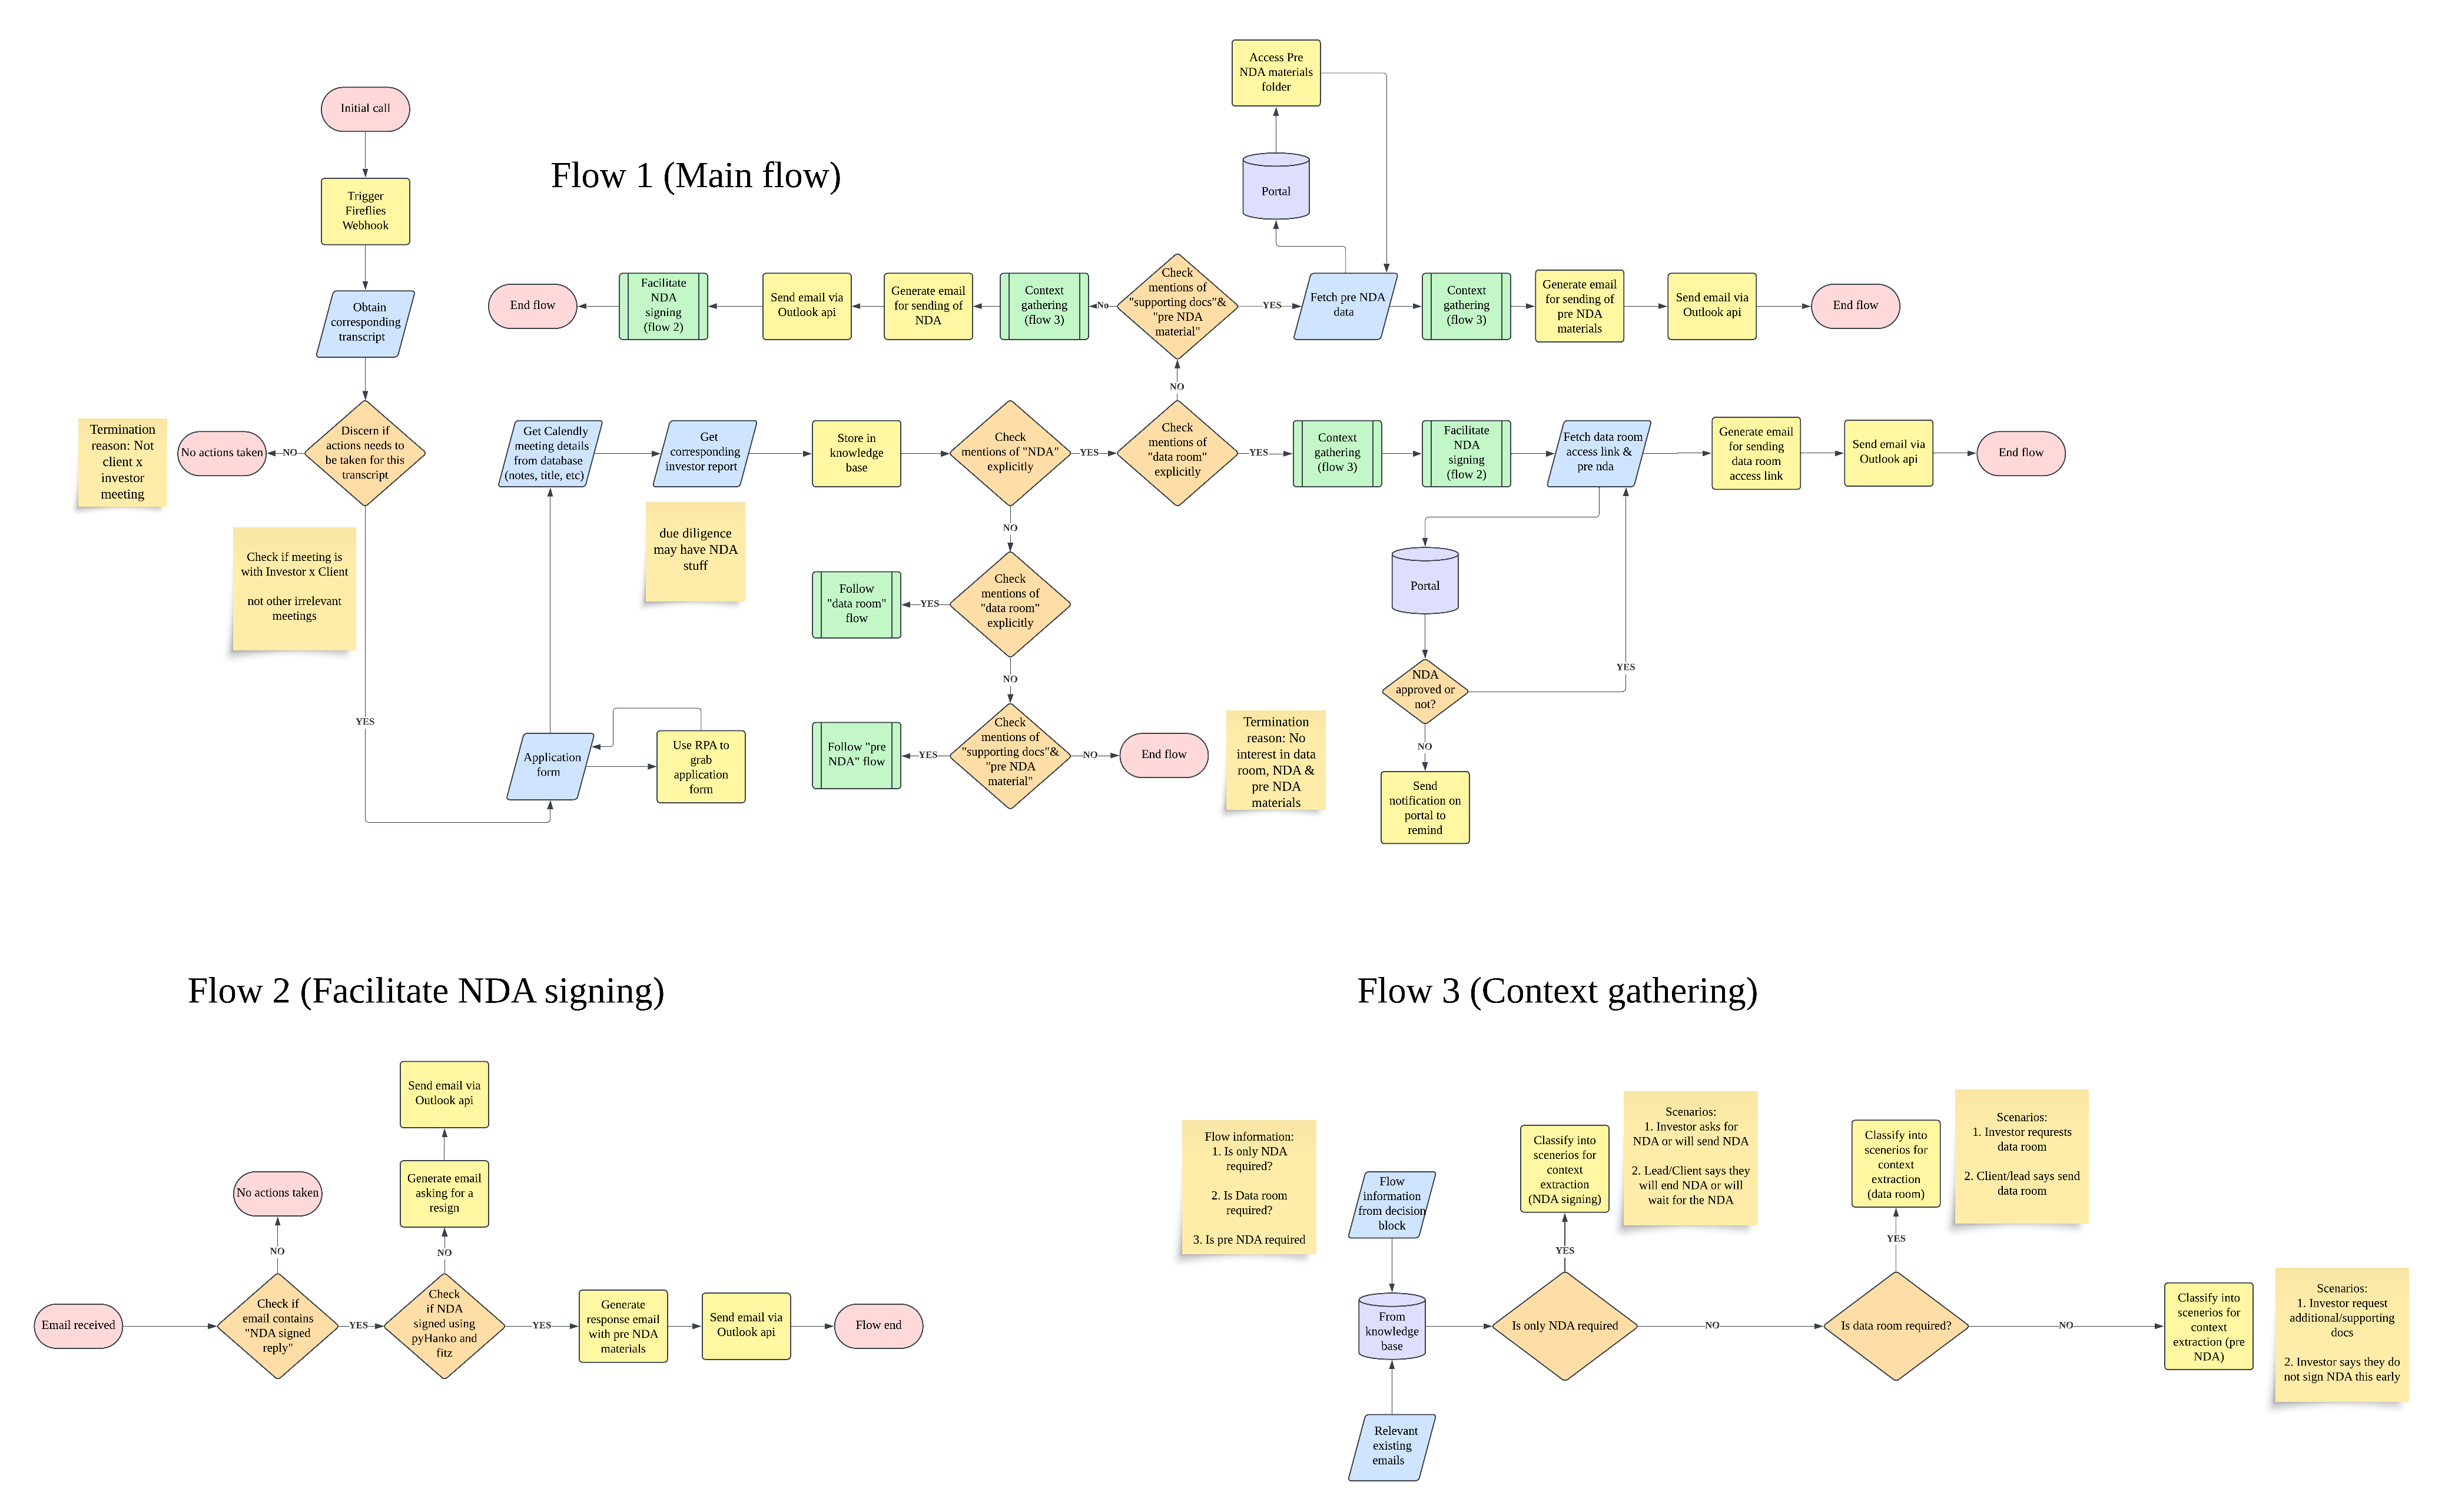 Flow 1 (Main flow)
Initial call
Trigger
Fireflies
Webhook
Obtain
corresponding
transcript
Discern if
actions needs to
be taken for this
transcript
NO
No actions taken
Termination
reason: Not
client x
investor
meeting
Check if meeting is
with Investor x Client
not other irrelevant
meetings
YES
Application
form
Use RPA to
grab
application
form
Get Calendly
meeting details
from database
(notes, title, etc)
Get
corresponding
investor report
due diligence
may have NDA
stuff
Store in
knowledge
base
Check
mentions of "NDA"
explicitly
YES
NO
Check
mentions of
"data room"
explicitly
YES
Follow
"data room"
flow
NO
Check
mentions of
"supporting docs"&
"pre NDA
material"
YES
Follow "pre
NDA" flow
NO
End flow
Termination
reason: No
interest in data
room, NDA &
pre NDA
materials
Check
mentions of
"data room"
explicitly
NO
YES
Check
mentions of
"supporting docs"&
"pre NDA
material"
No
Context
gathering
(flow 3)
Generate email
for sending of
NDA
Send email via
Outlook api
Facilitate
NDA
signing
(flow 2)
End flow
YES
Fetch pre NDA
data
Portal
Access Pre
NDA materials
folder
Context
gathering
(flow 3)
Generate email
for sending of
pre NDA
materials
Send email via
Outlook api
End flow
Context
gathering
(flow 3)
Facilitate
NDA
signing
(flow 2)
Fetch data room
access link &
pre nda
Generate email
for sending
data room
access link
Send email via
Outlook api
End flow
Portal
NDA
approved or
not?
YES
NO
Send
notification on
portal to
remind
Flow 2 (Facilitate NDA signing)
Email received
Check if
email contains
"NDA signed
reply"
NO
No actions taken
YES
Check
if NDA
signed using
pyHanko and
fitz
NO
Generate email
asking for a
resign
Send email via
Outlook api
YES
Generate
response email
with pre NDA
materials
Send email via
Outlook api
Flow end
Flow 3 (Context gathering)
Flow information:
1. Is only NDA
required?
2. Is Data room
required?
3. Is pre NDA required
Flow
information
from decision
block
From
knowledge
base
Relevant
existing
emails
Is only NDA required
YES
Classify into
scenerios for
context
extraction
(NDA signing)
Scenarios:
1. Investor asks for
NDA or will send NDA
2. Lead/Client says they
will end NDA or will
wait for the NDA
NO
Is data room required?
YES
Classify into
scenerios for
context
extraction
(data room)
Scenarios:
1. Investor requrests
data room
2. Client/lead says send
data room
NO
Classify into
scenerios for
context
extraction (pre
NDA)
Scenarios:
1. Investor request
additional/supporting
docs
2. Investor says they do
not sign NDA this early